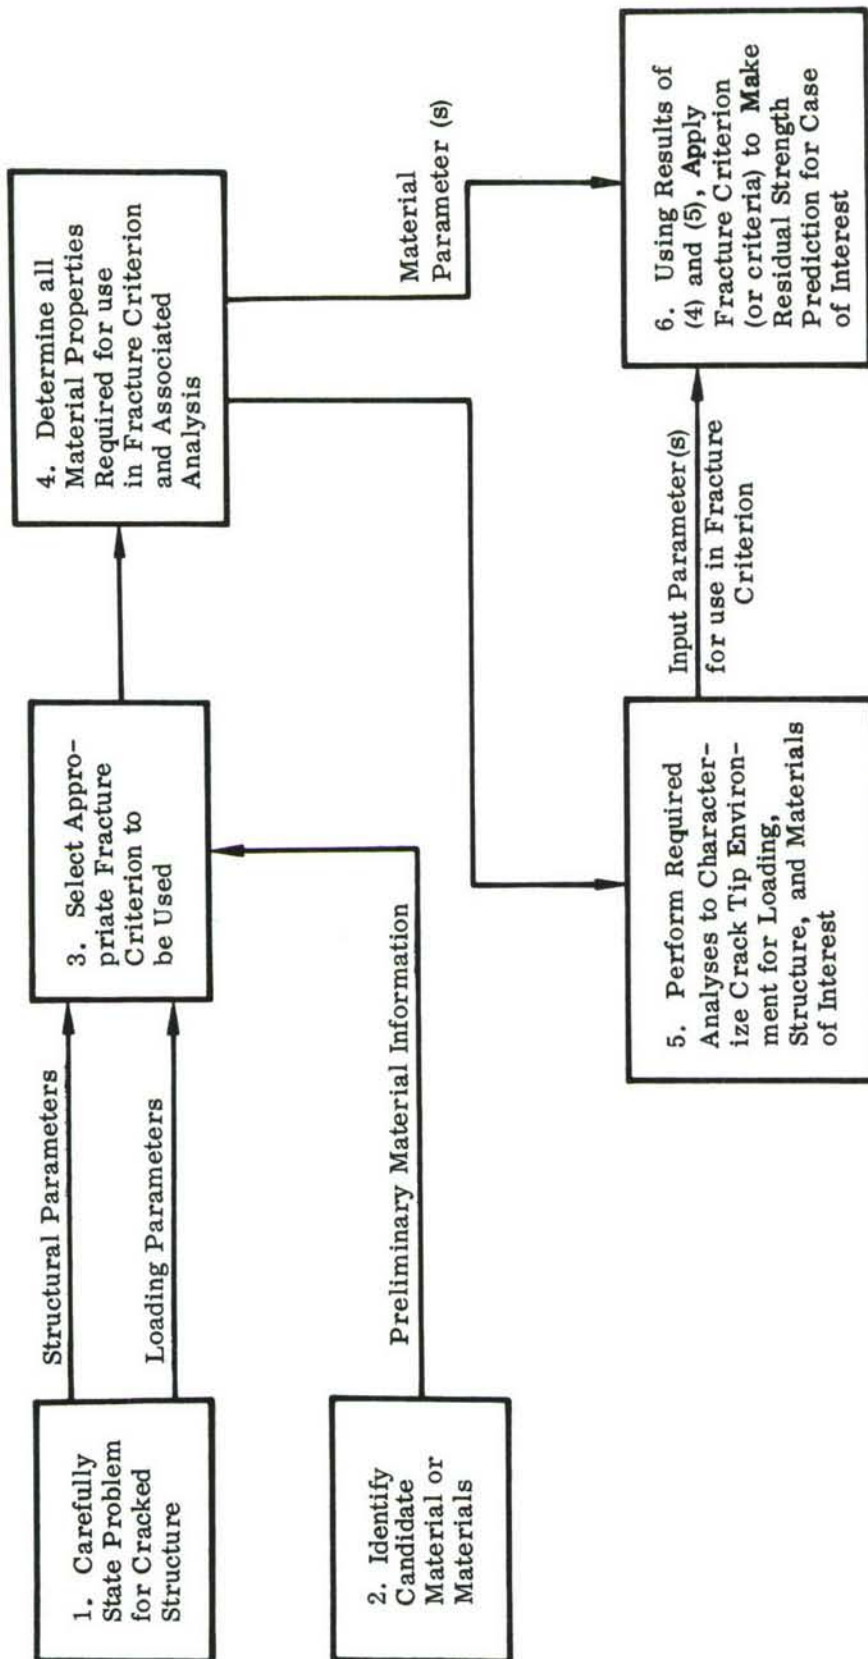 1. Carefully
State Problem
for Cracked
Structure
Structural Parameters
Loading Parameters
2. Identify
Candidate
Material or
Materials
Preliminary Material Information
3. Select Appro-
priate Fracture
Criterion to
be Used
4. Determine all
Material Properties
Required for use
in Fracture Criterion
and Associated
Analysis
Material
Parameter (s)
5. Perform Required
Analyses to Character-
ize Crack Tip Environ-
ment for Loading,
Structure, and Materials
of Interest
Input Parameter(s)
for use in Fracture
Criterion
6. Using Results of
(4) and (5), Apply
Fracture Criterion
(or criteria) to Make
Residual Strength
Prediction for Case
of Interest